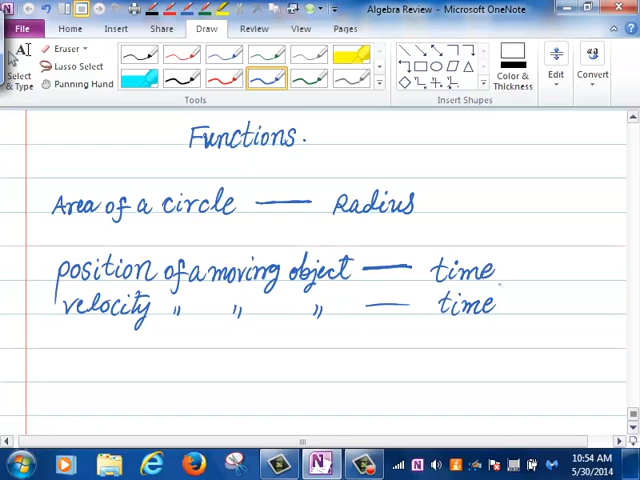 Algebra Review - Microsoft OneNote
File Home Insert Share Draw Review View
Select & Type
Eraser
Lasso Select
Panning Hand
Color & Thickness
Edit
Convert
Tools
Insert Shapes
Functions.
Area of a circle — Radius
position of a moving object — time
velocity " " " — time
10:54 AM
5/30/2014